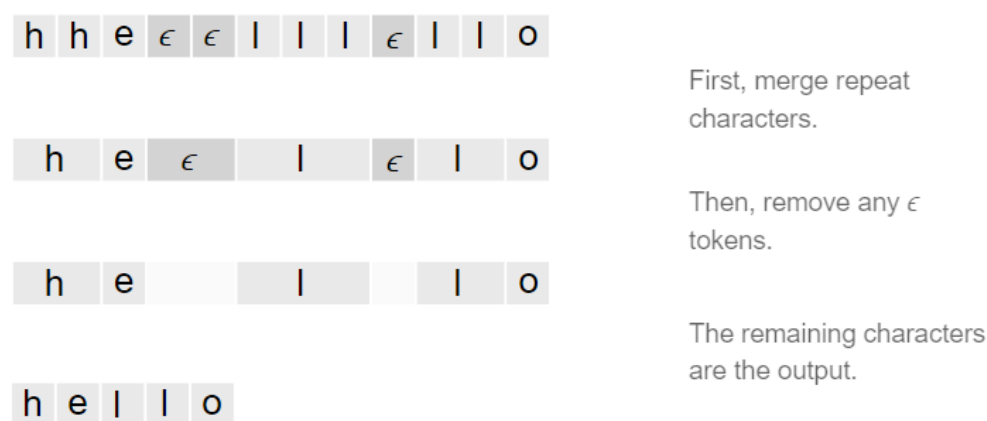 h h e ϵ ϵ l l l ϵ l l o
First, merge repeat
characters.
h e ϵ l ϵ l o
Then, remove any ϵ
tokens.
h e l l o
The remaining characters
are the output.
h e l l o